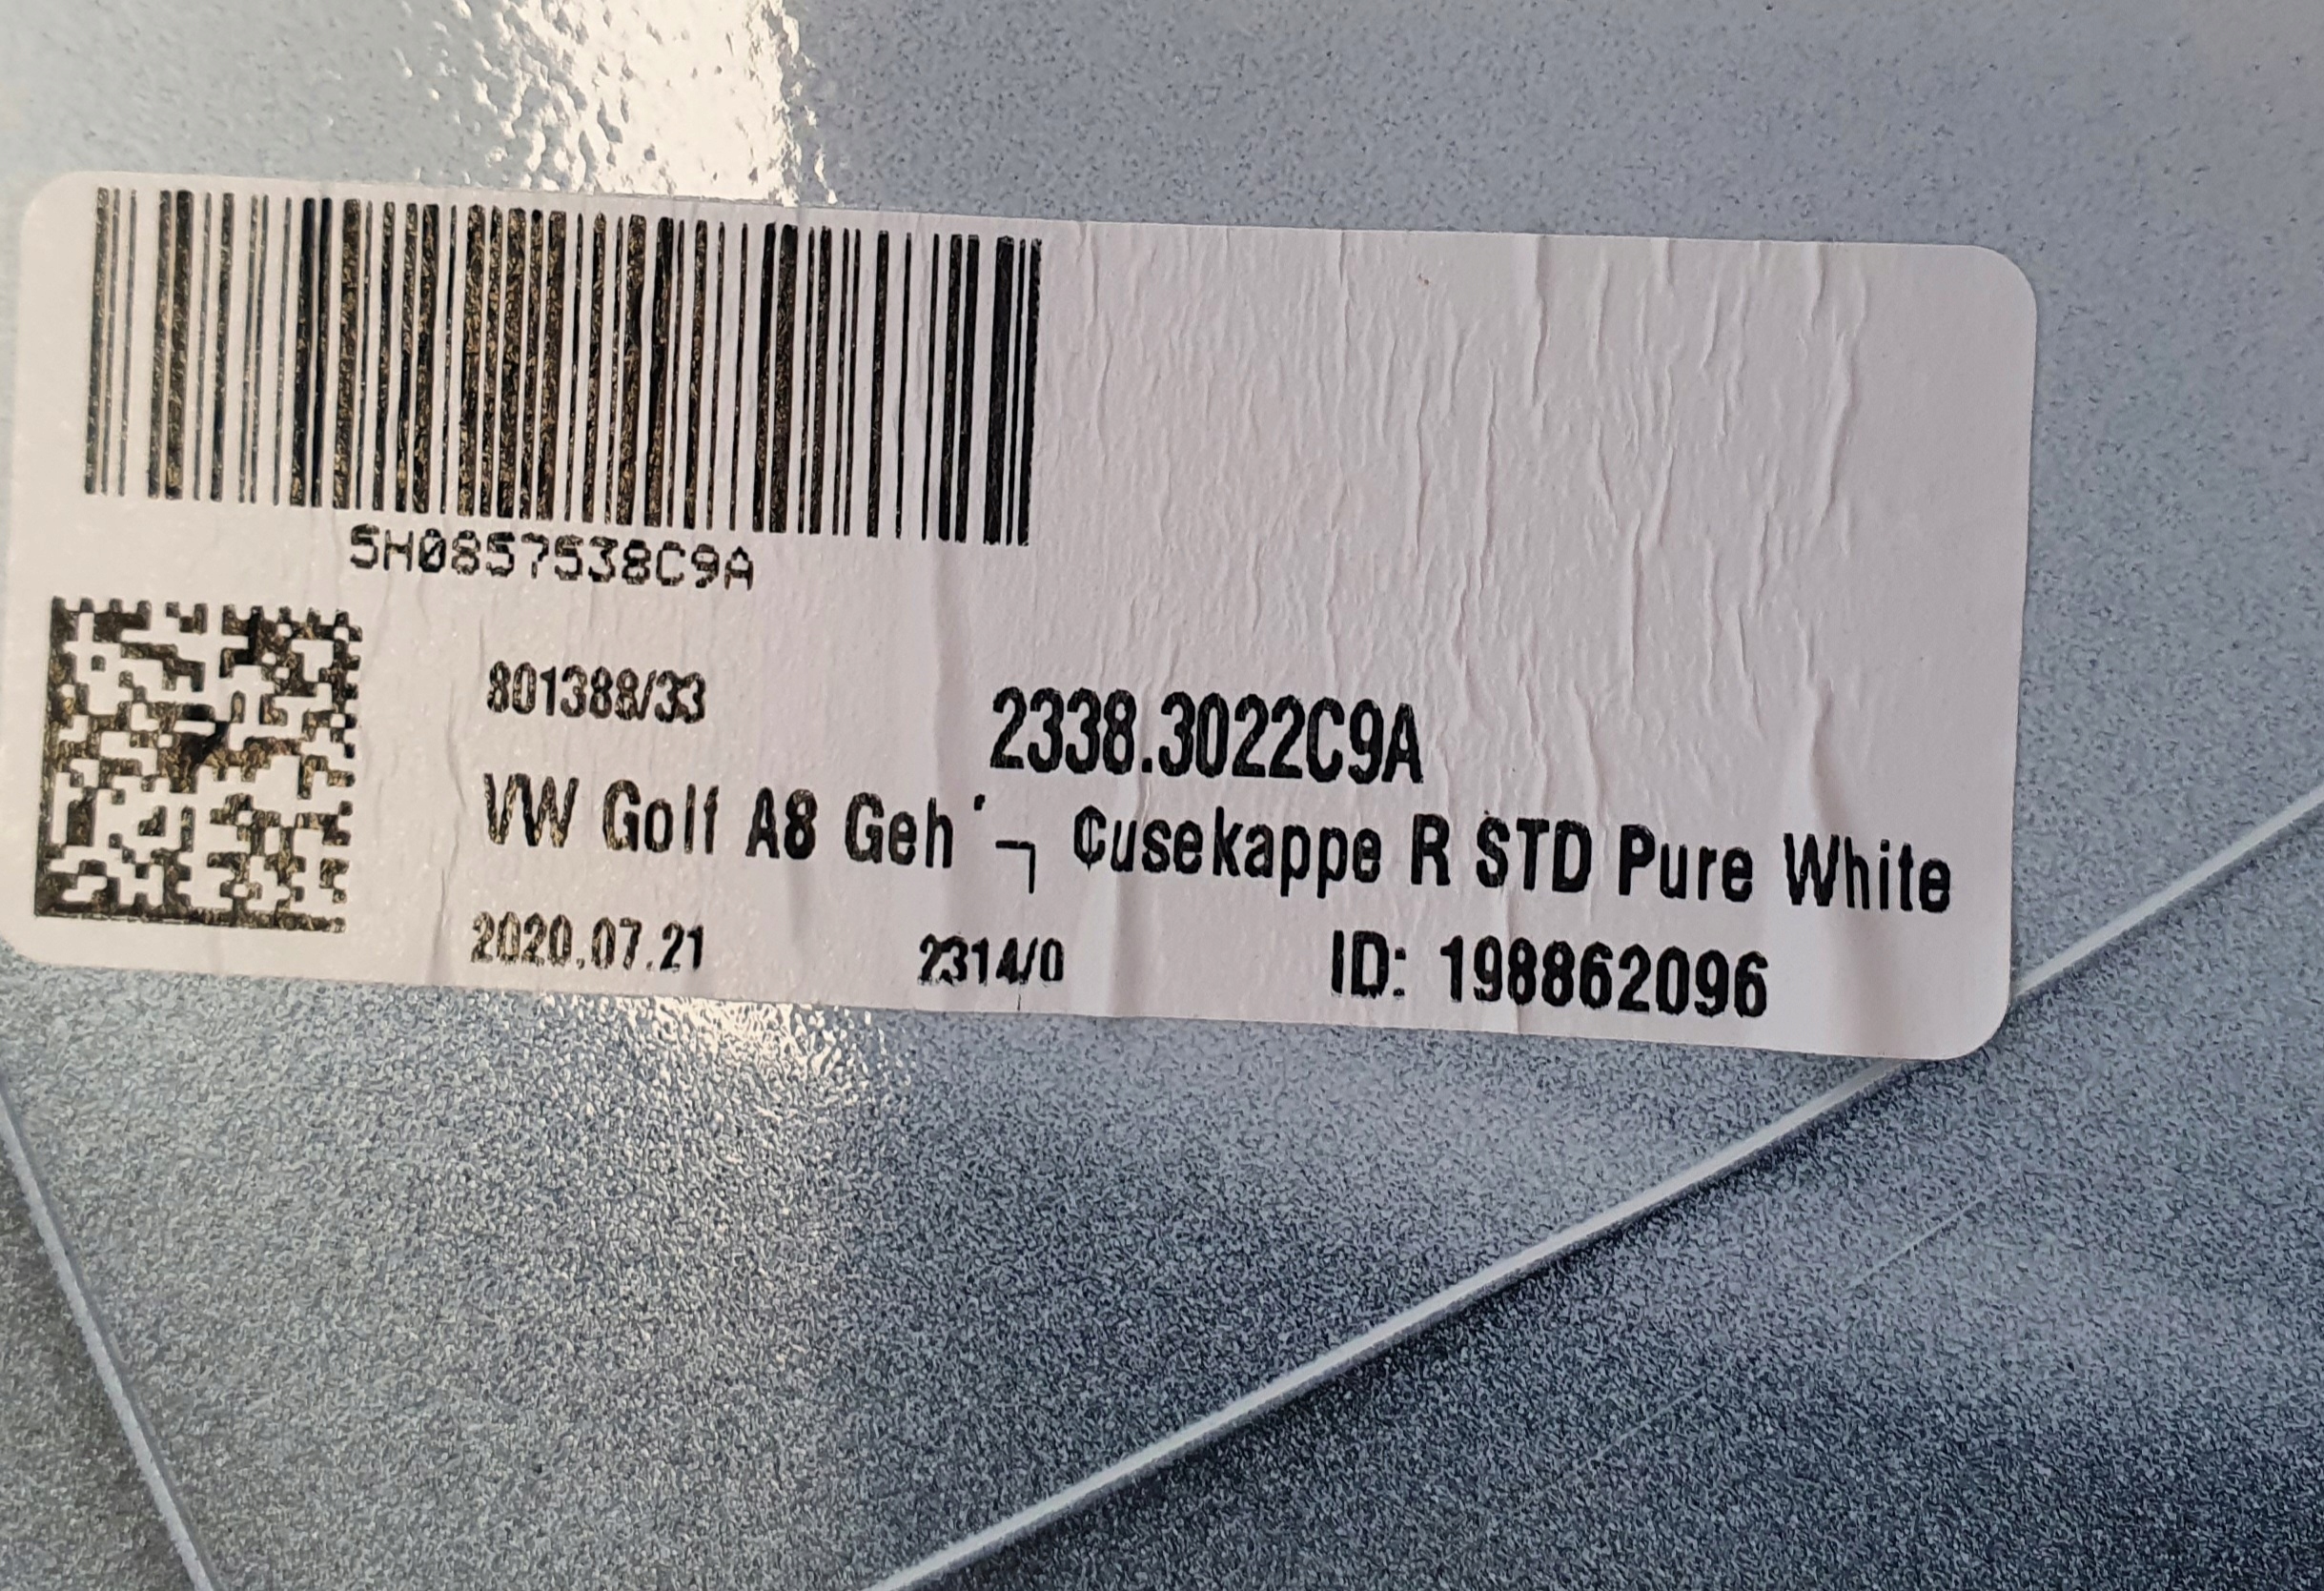 5H0857538C9A
801388/33
2338.3022C9A
VW Golf A8 Geh ́ ¬ ¢usekappe R STD Pure White
2020.07.21 2314/0 ID: 198862096